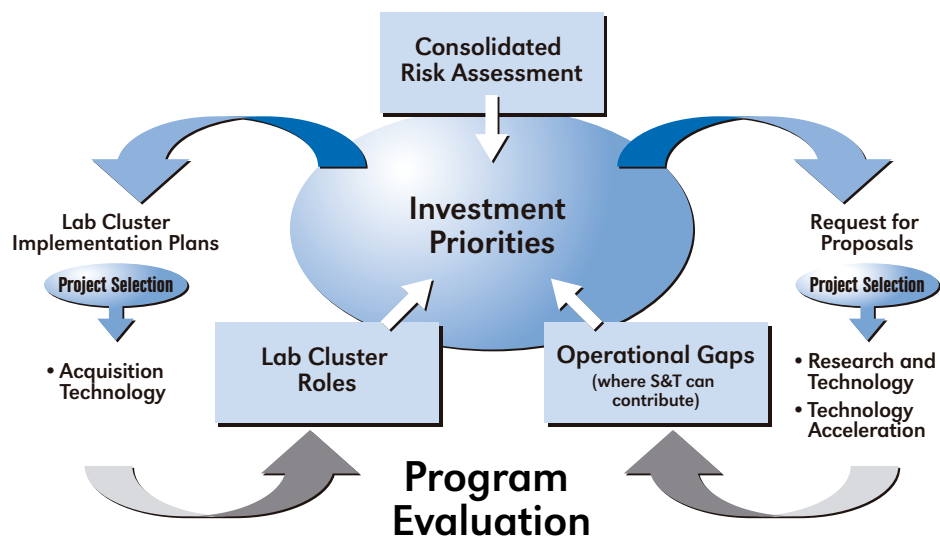 Consolidated
Risk Assessment
Investment
Priorities
Lab Cluster
Implementation Plans
Project Selection
• Acquisition
Technology
Request for
Proposals
Project Selection
• Research and
Technology
• Technology
Acceleration
Lab Cluster
Roles
Operational Gaps
(where S&T can
contribute)
Program
Evaluation